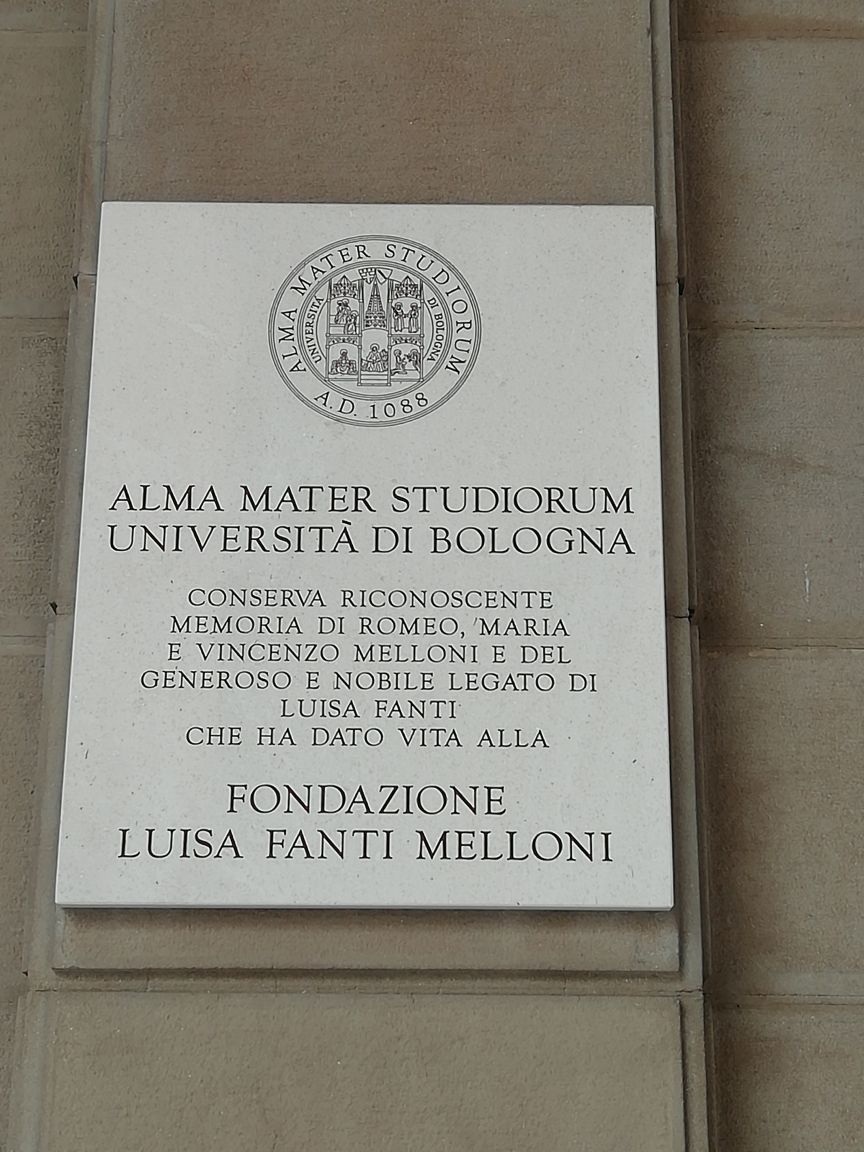 ALMA MATER STUDIORUM
UNIVERSITÀ DI BOLOGNA
A.D. 1088
ALMA MATER STUDIORUM
UNIVERSITÀ DI BOLOGNA
CONSERVA RICONOSCENTE
MEMORIA DI ROMEO, MARIA
E VINCENZO MELLONI E DEL
GENEROSO E NOBILE LEGATO DI
LUISA FANTI
CHE HA DATO VITA ALLA
FONDAZIONE
LUISA FANTI MELLONI